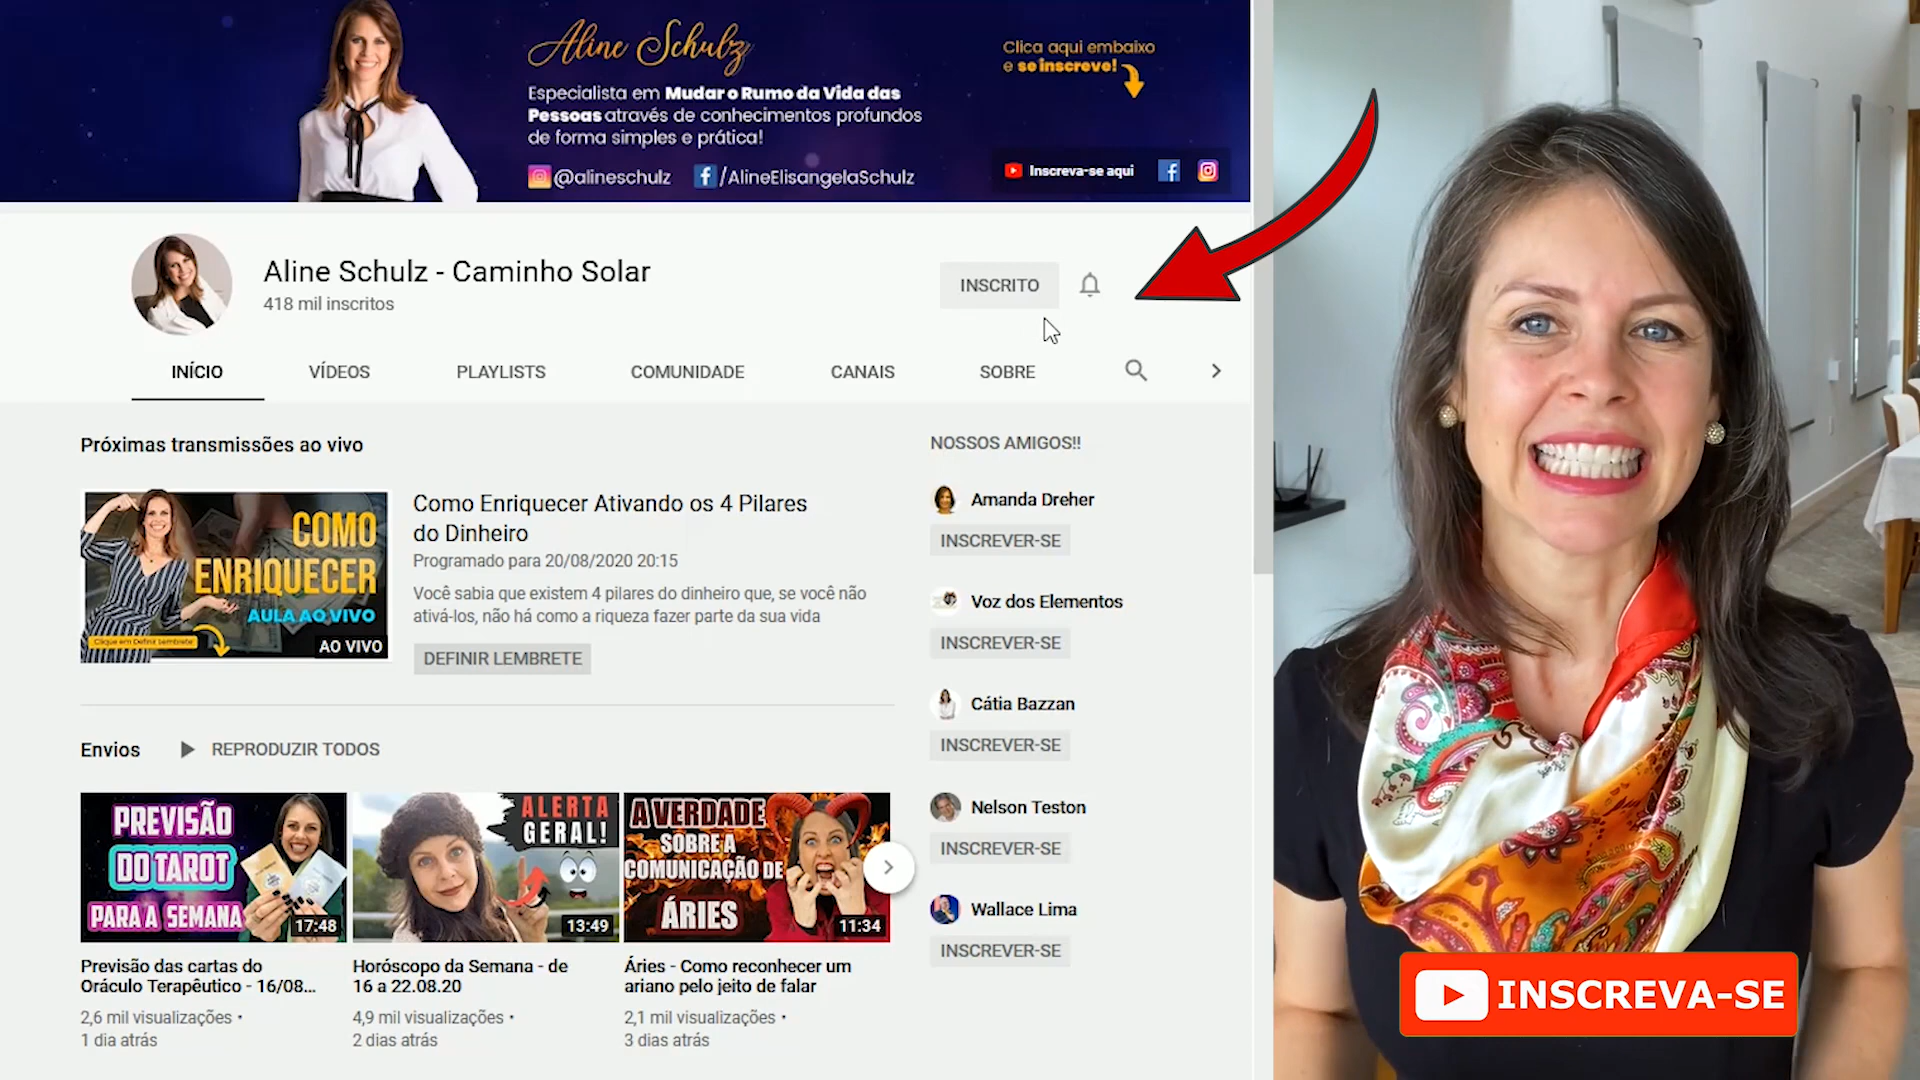 Aline Schulz
Especialista em Mudar o Rumo da Vida das
Pessoas através de conhecimentos profundos
de forma simples e prática!
@alineschulz /AlineElisangelaSchulz
Clica aqui embaixo
e se inscreve!
Inscreva-se aqui
Aline Schulz - Caminho Solar
418 mil inscritos
INSCRITO
INÍCIO VÍDEOS PLAYLISTS COMUNIDADE CANAIS SOBRE
Próximas transmissões ao vivo
COMO
ENRIQUECER
AULA AO VIVO
Clique em Definir Lembrete
AO VIVO
Como Enriquecer Ativando os 4 Pilares
do Dinheiro
Programado para 20/08/2020 20:15
Você sabia que existem 4 pilares do dinheiro que, se você não
ativá-los, não há como a riqueza fazer parte da sua vida
DEFINIR LEMBRETE
NOSSOS AMIGOS!!
Amanda Dreher
INSCREVER-SE
Voz dos Elementos
INSCREVER-SE
Cátia Bazzan
INSCREVER-SE
Nelson Teston
INSCREVER-SE
Wallace Lima
INSCREVER-SE
Envios REPRODUZIR TODOS
PREVISÃO
DO TAROT
PARA A SEMANA
17:48
Previsão das cartas do
Oráculo Terapêutico - 16/08...
2,6 mil visualizações •
1 dia atrás
ALERTA
GERAL!
13:49
Horóscopo da Semana - de
16 a 22.08.20
4,9 mil visualizações •
2 dias atrás
A VERDADE
SOBRE A
COMUNICAÇÃO DE
ÁRIES
11:34
Áries - Como reconhecer um
ariano pelo jeito de falar
2,1 mil visualizações •
3 dias atrás
INSCREVA-SE